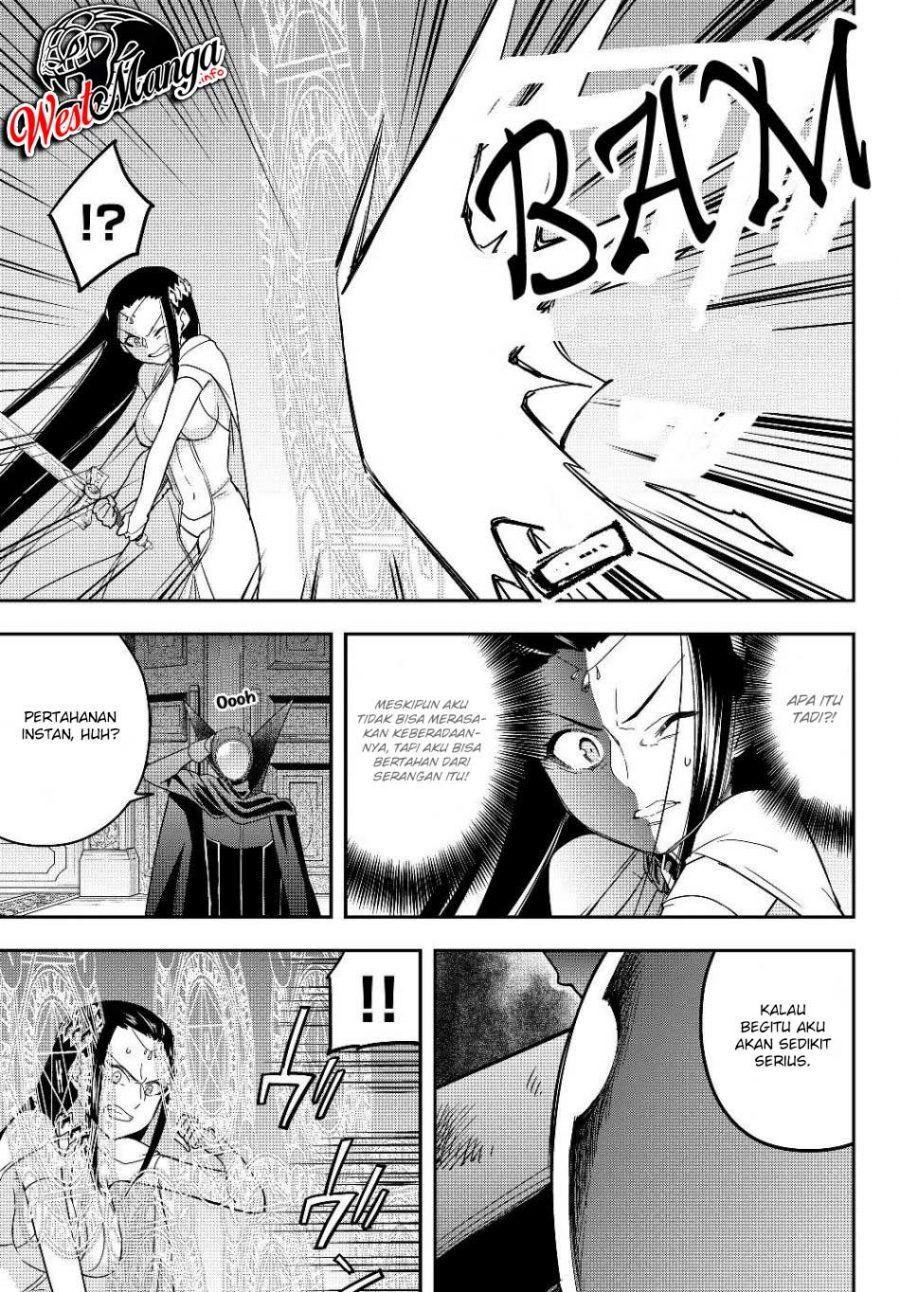 WestManga
.info
BAM
!?
APA ITU
TADI?!
MESKIPUN AKU
TIDAK BISA MERASA-
KAN KEBERADAAN-
NYA, TAPI AKU BISA
BERTAHAN DARI
SERANGAN ITU!
Oooh
PERTAHANAN
INSTAN, HUH?
KALAU
BEGITU AKU
AKAN SEDIKIT
SERIUS.
!!